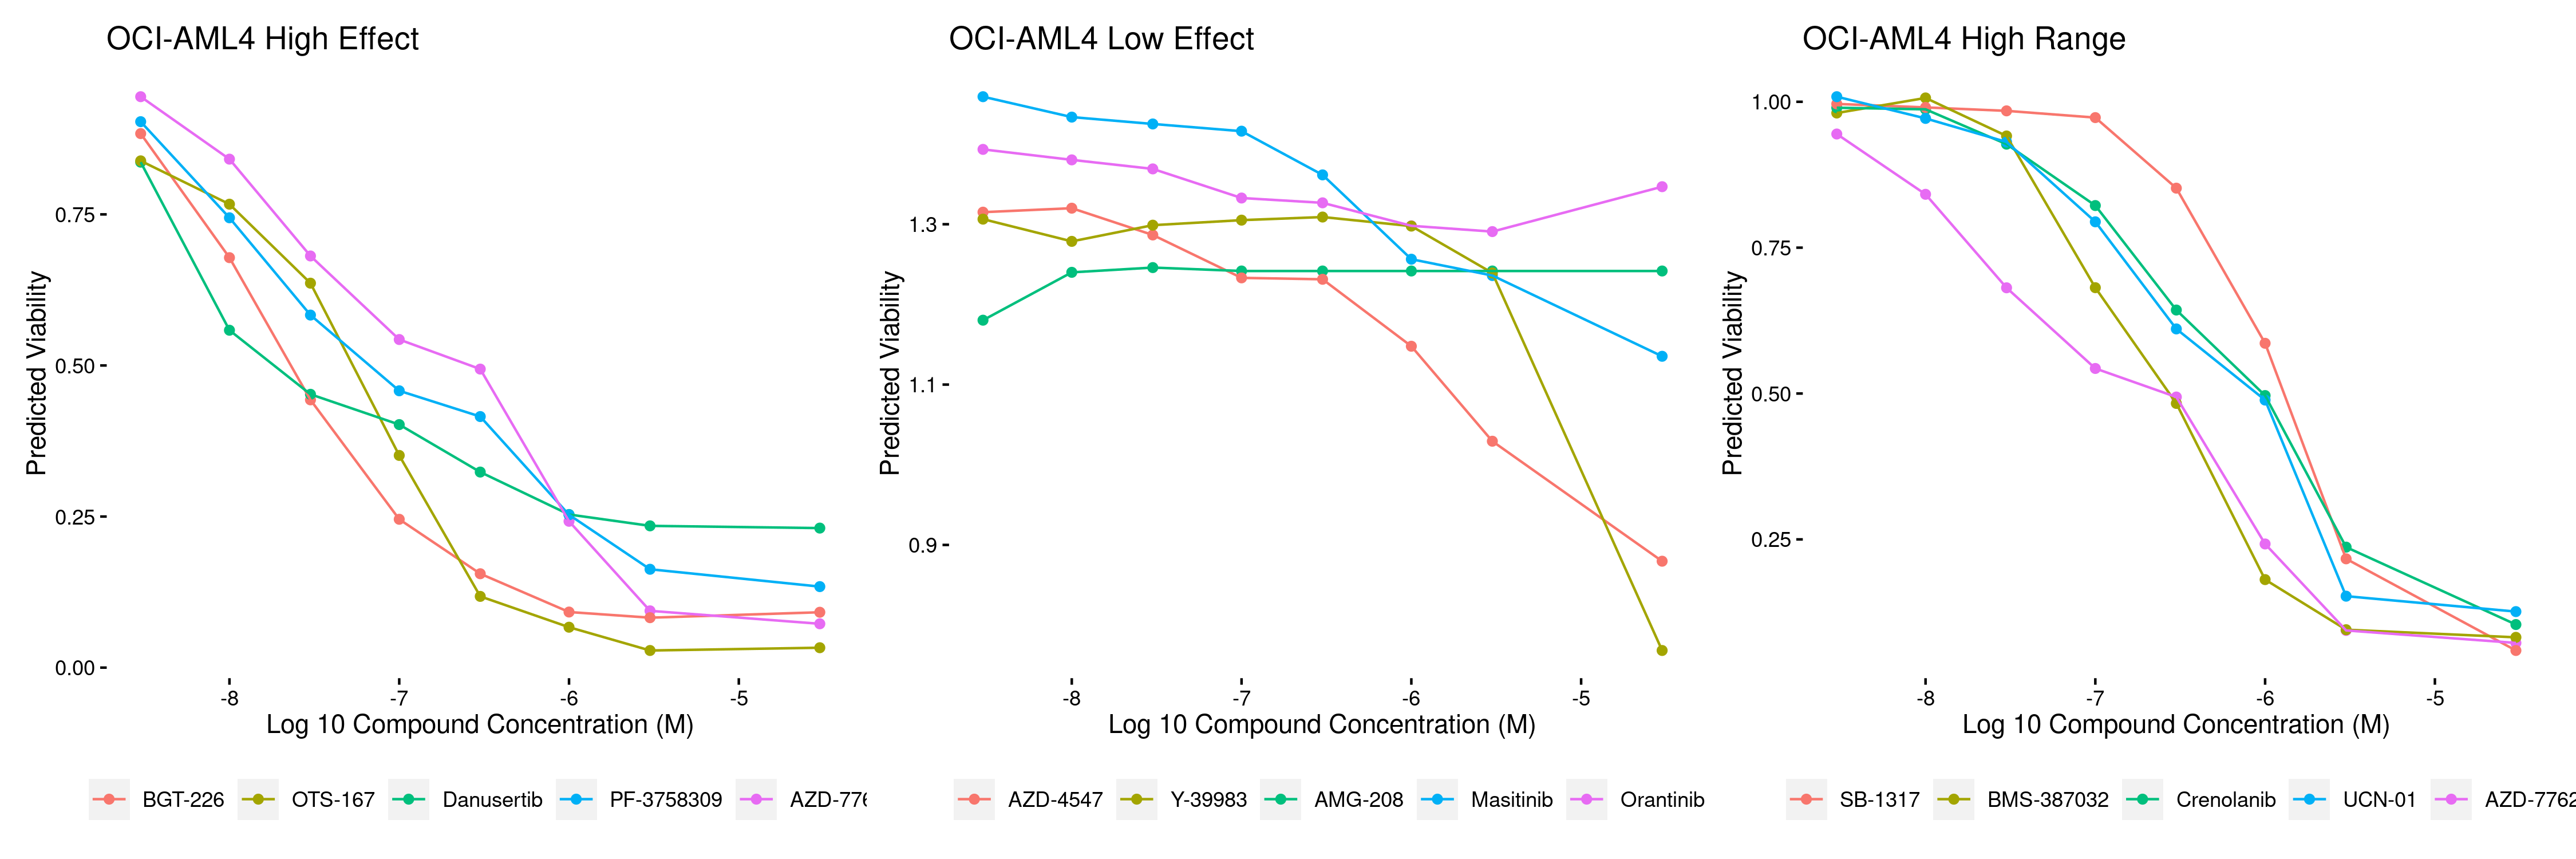 OCI-AML4 High Effect
Predicted Viability
0.75
0.50
0.25
0.00
-8 -7 -6 -5
Log 10 Compound Concentration (M)
BGT-226 OTS-167 Danusertib PF-3758309 AZD-776
OCI-AML4 Low Effect
Predicted Viability
1.3
1.1
0.9
-8 -7 -6 -5
Log 10 Compound Concentration (M)
AZD-4547 Y-39983 AMG-208 Masitinib Orantinib
OCI-AML4 High Range
Predicted Viability
1.00
0.75
0.50
0.25
-8 -7 -6 -5
Log 10 Compound Concentration (M)
SB-1317 BMS-387032 Crenolanib UCN-01 AZD-7762